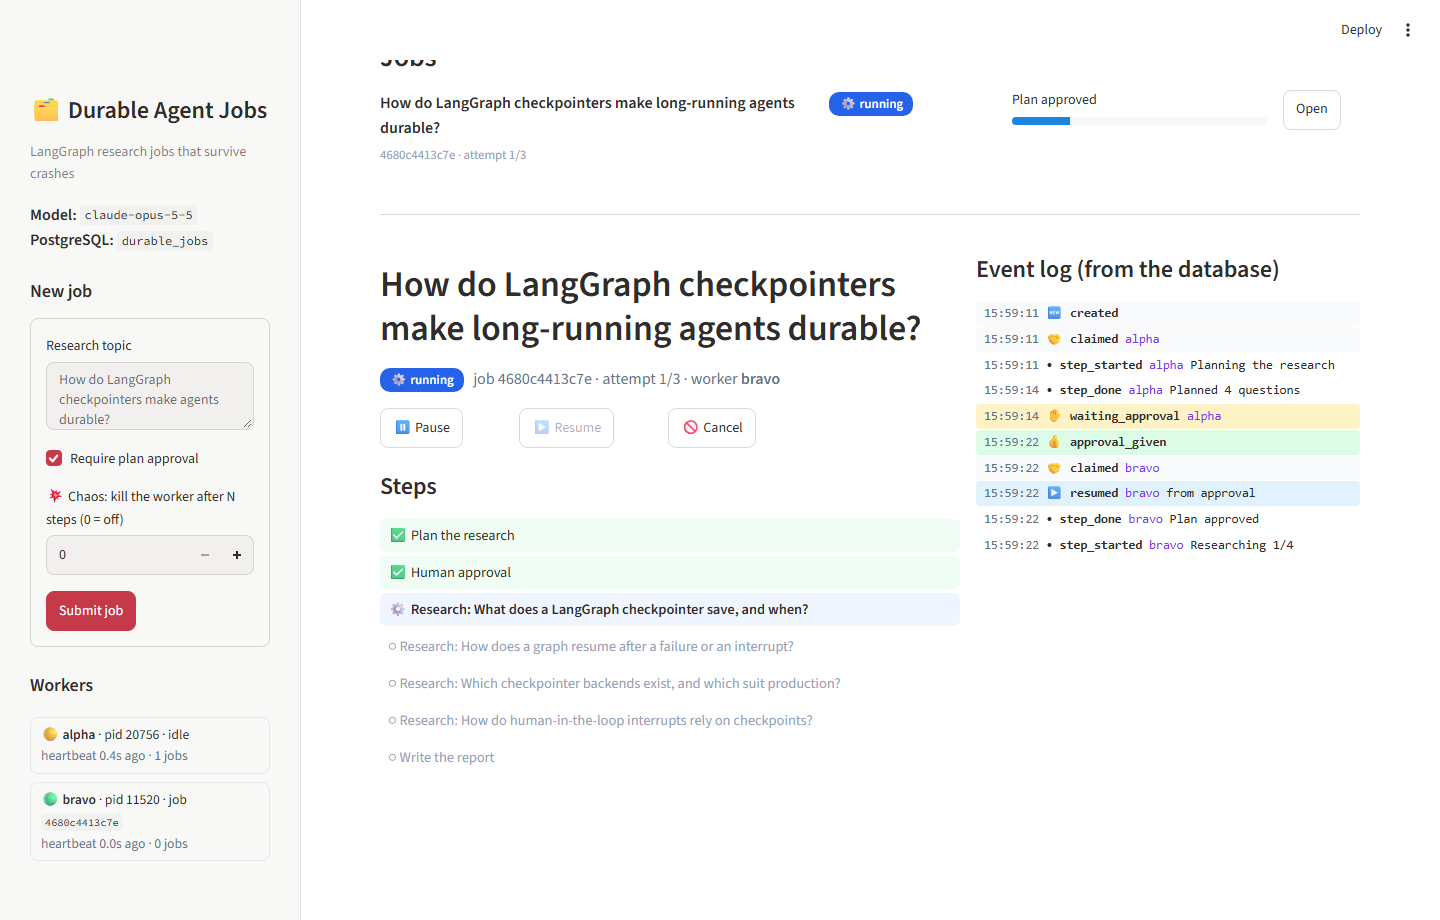 Deploy
Jobs
How do LangGraph checkpointers make long-running agents
durable?
running
Plan approved
Open
4680c4413c7e · attempt 1/3
Durable Agent Jobs
LangGraph research jobs that survive
crashes
Model: claude-opus-5-5
PostgreSQL: durable_jobs
New job
Research topic
How do LangGraph
checkpointers make agents
durable?
Require plan approval
Chaos: kill the worker after N
steps (0 = off)
0
Submit job
Workers
alpha · pid 20756 · idle
heartbeat 0.4s ago · 1 jobs
bravo · pid 11520 · job
4680c4413c7e
heartbeat 0.0s ago · 0 jobs
How do LangGraph checkpointers
make long-running agents durable?
running job 4680c4413c7e · attempt 1/3 · worker bravo
Pause
Resume
Cancel
Steps
Plan the research
Human approval
Research: What does a LangGraph checkpoint save, and when?
Research: How does a graph resume after a failure or an interrupt?
Research: Which checkpointer backends exist, and which suit production?
Research: How do human-in-the-loop interrupts rely on checkpoints?
Write the report
Event log (from the database)
15:59:11 NEW created
15:59:11 claimed alpha
15:59:11 • step_started alpha Planning the research
15:59:14 • step_done alpha Planned 4 questions
15:59:14 waiting_approval alpha
15:59:22 approval_given
15:59:22 claimed bravo
15:59:22 resumed bravo from approval
15:59:22 • step_done bravo Plan approved
15:59:22 • step_started bravo Researching 1/4